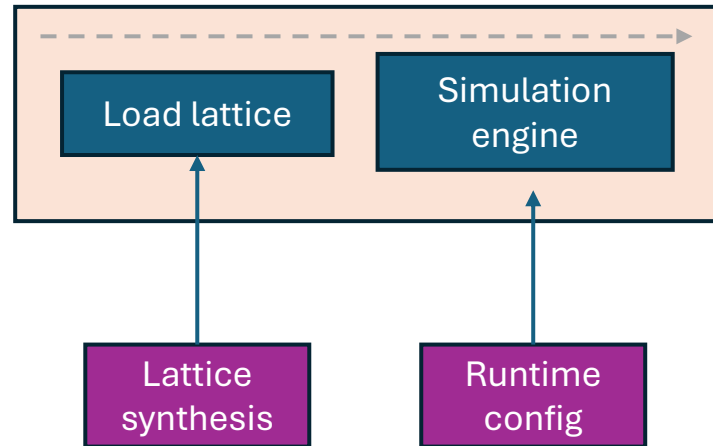 Load lattice
Simulation
engine
Lattice
synthesis
Runtime
config